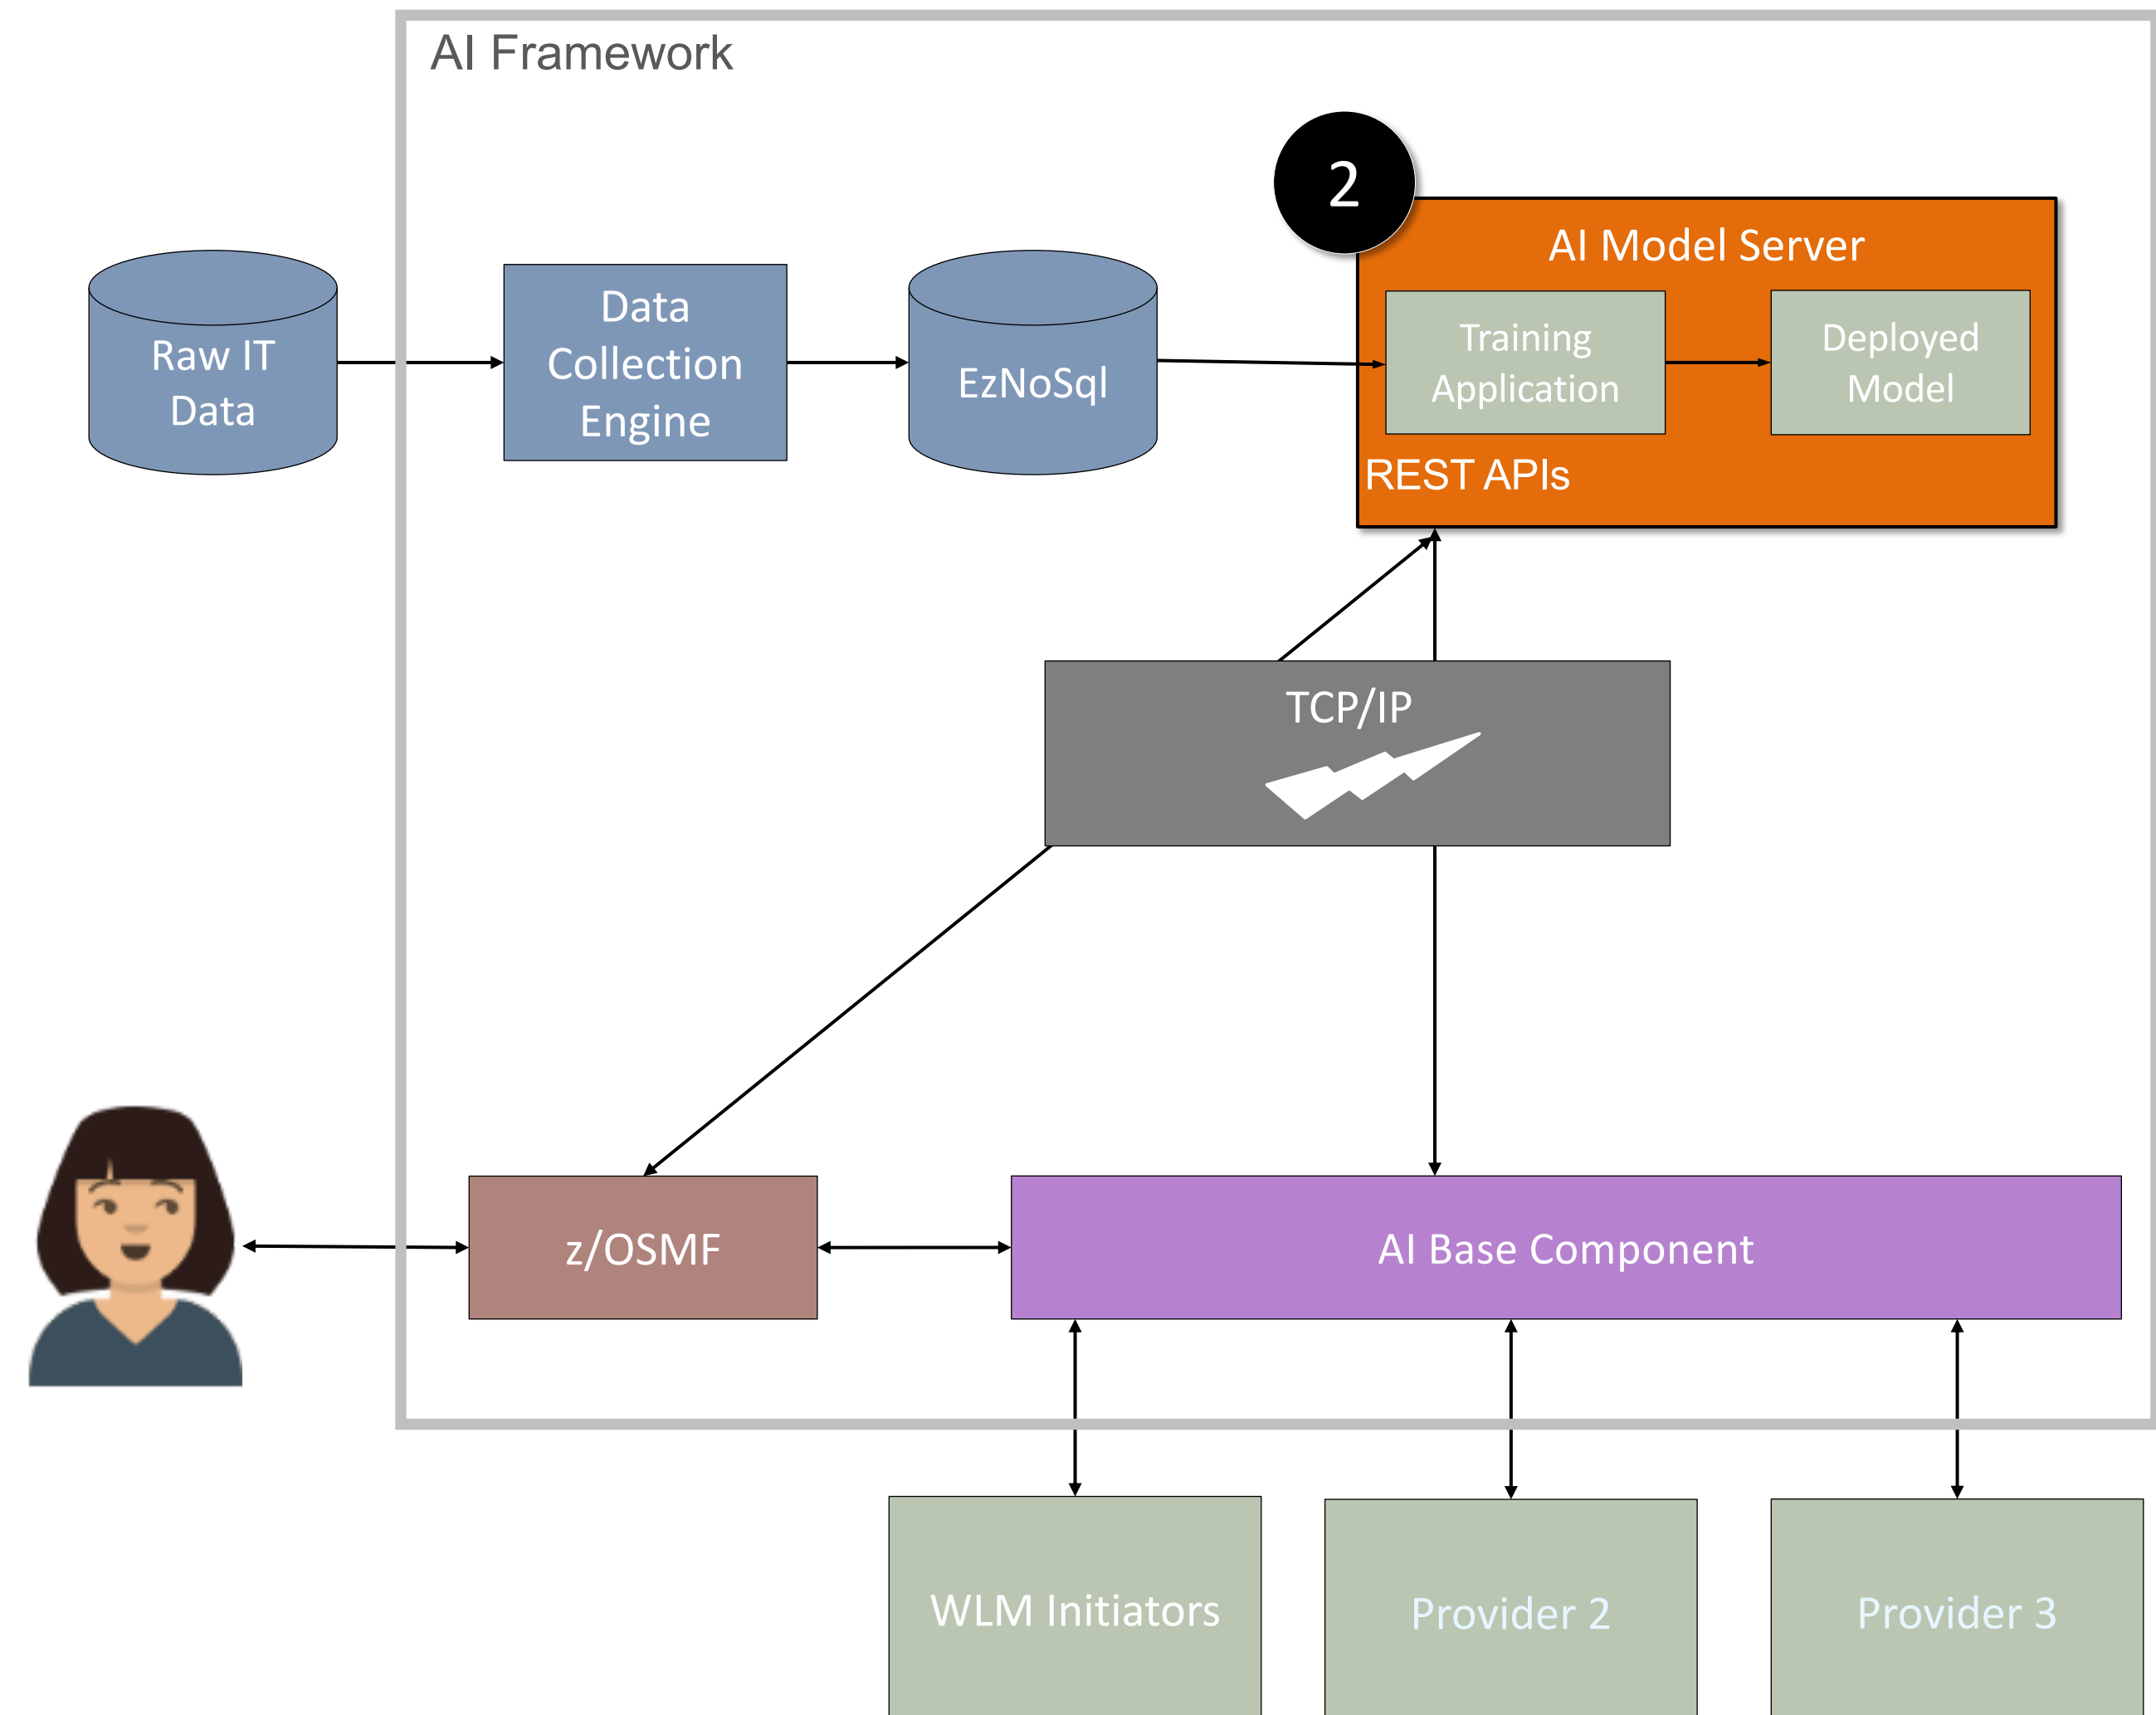 AI Framework
2
AI Model Server
Raw IT
Data
Data
Collection
Engine
EzNosql
Training
Application
Deployed
Model
REST APIs
TCP/IP
z/OSMF
AI Base Component
WLM Initiators
Provider 2
Provider 3